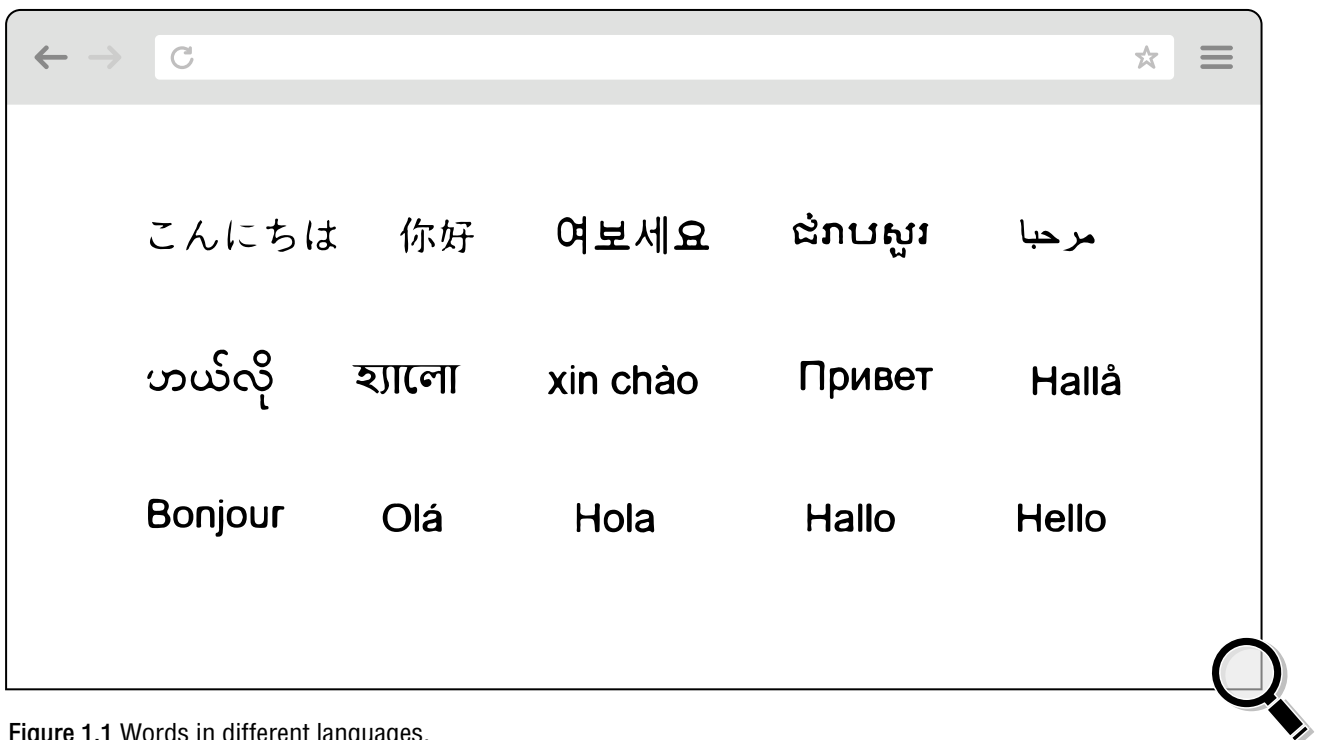 こんにちは 你好 여보세요 ជំរាបសួរ مرحبا
ဟယ်လို হ্যালো xin chào Привет Hallå
Bonjour Olá Hola Hallo Hello
Figure 1.1 Words in different languages.